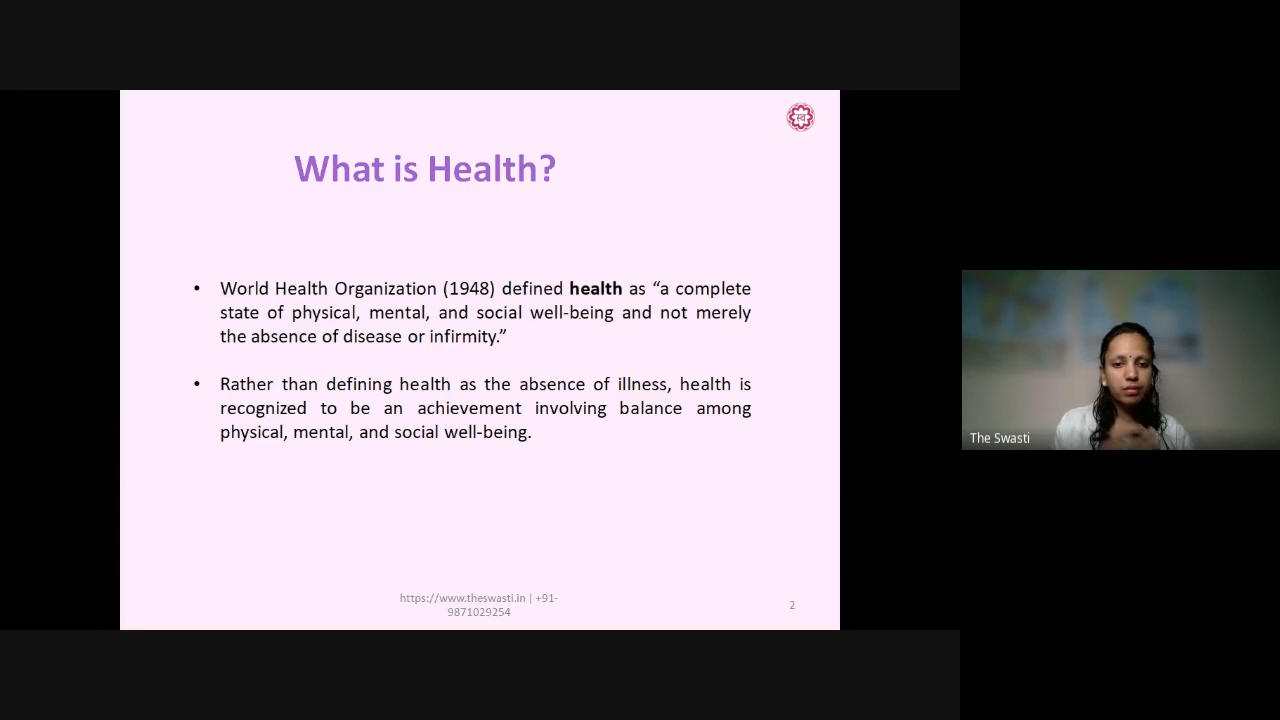 What is Health?
• World Health Organization (1948) defined health as “a complete
state of physical, mental, and social well-being and not merely
the absence of disease or infirmity.”
• Rather than defining health as the absence of illness, health is
recognized to be an achievement involving balance among
physical, mental, and social well-being.
https://www.theswasti.in | +91-
9871029254
2
The Swasti